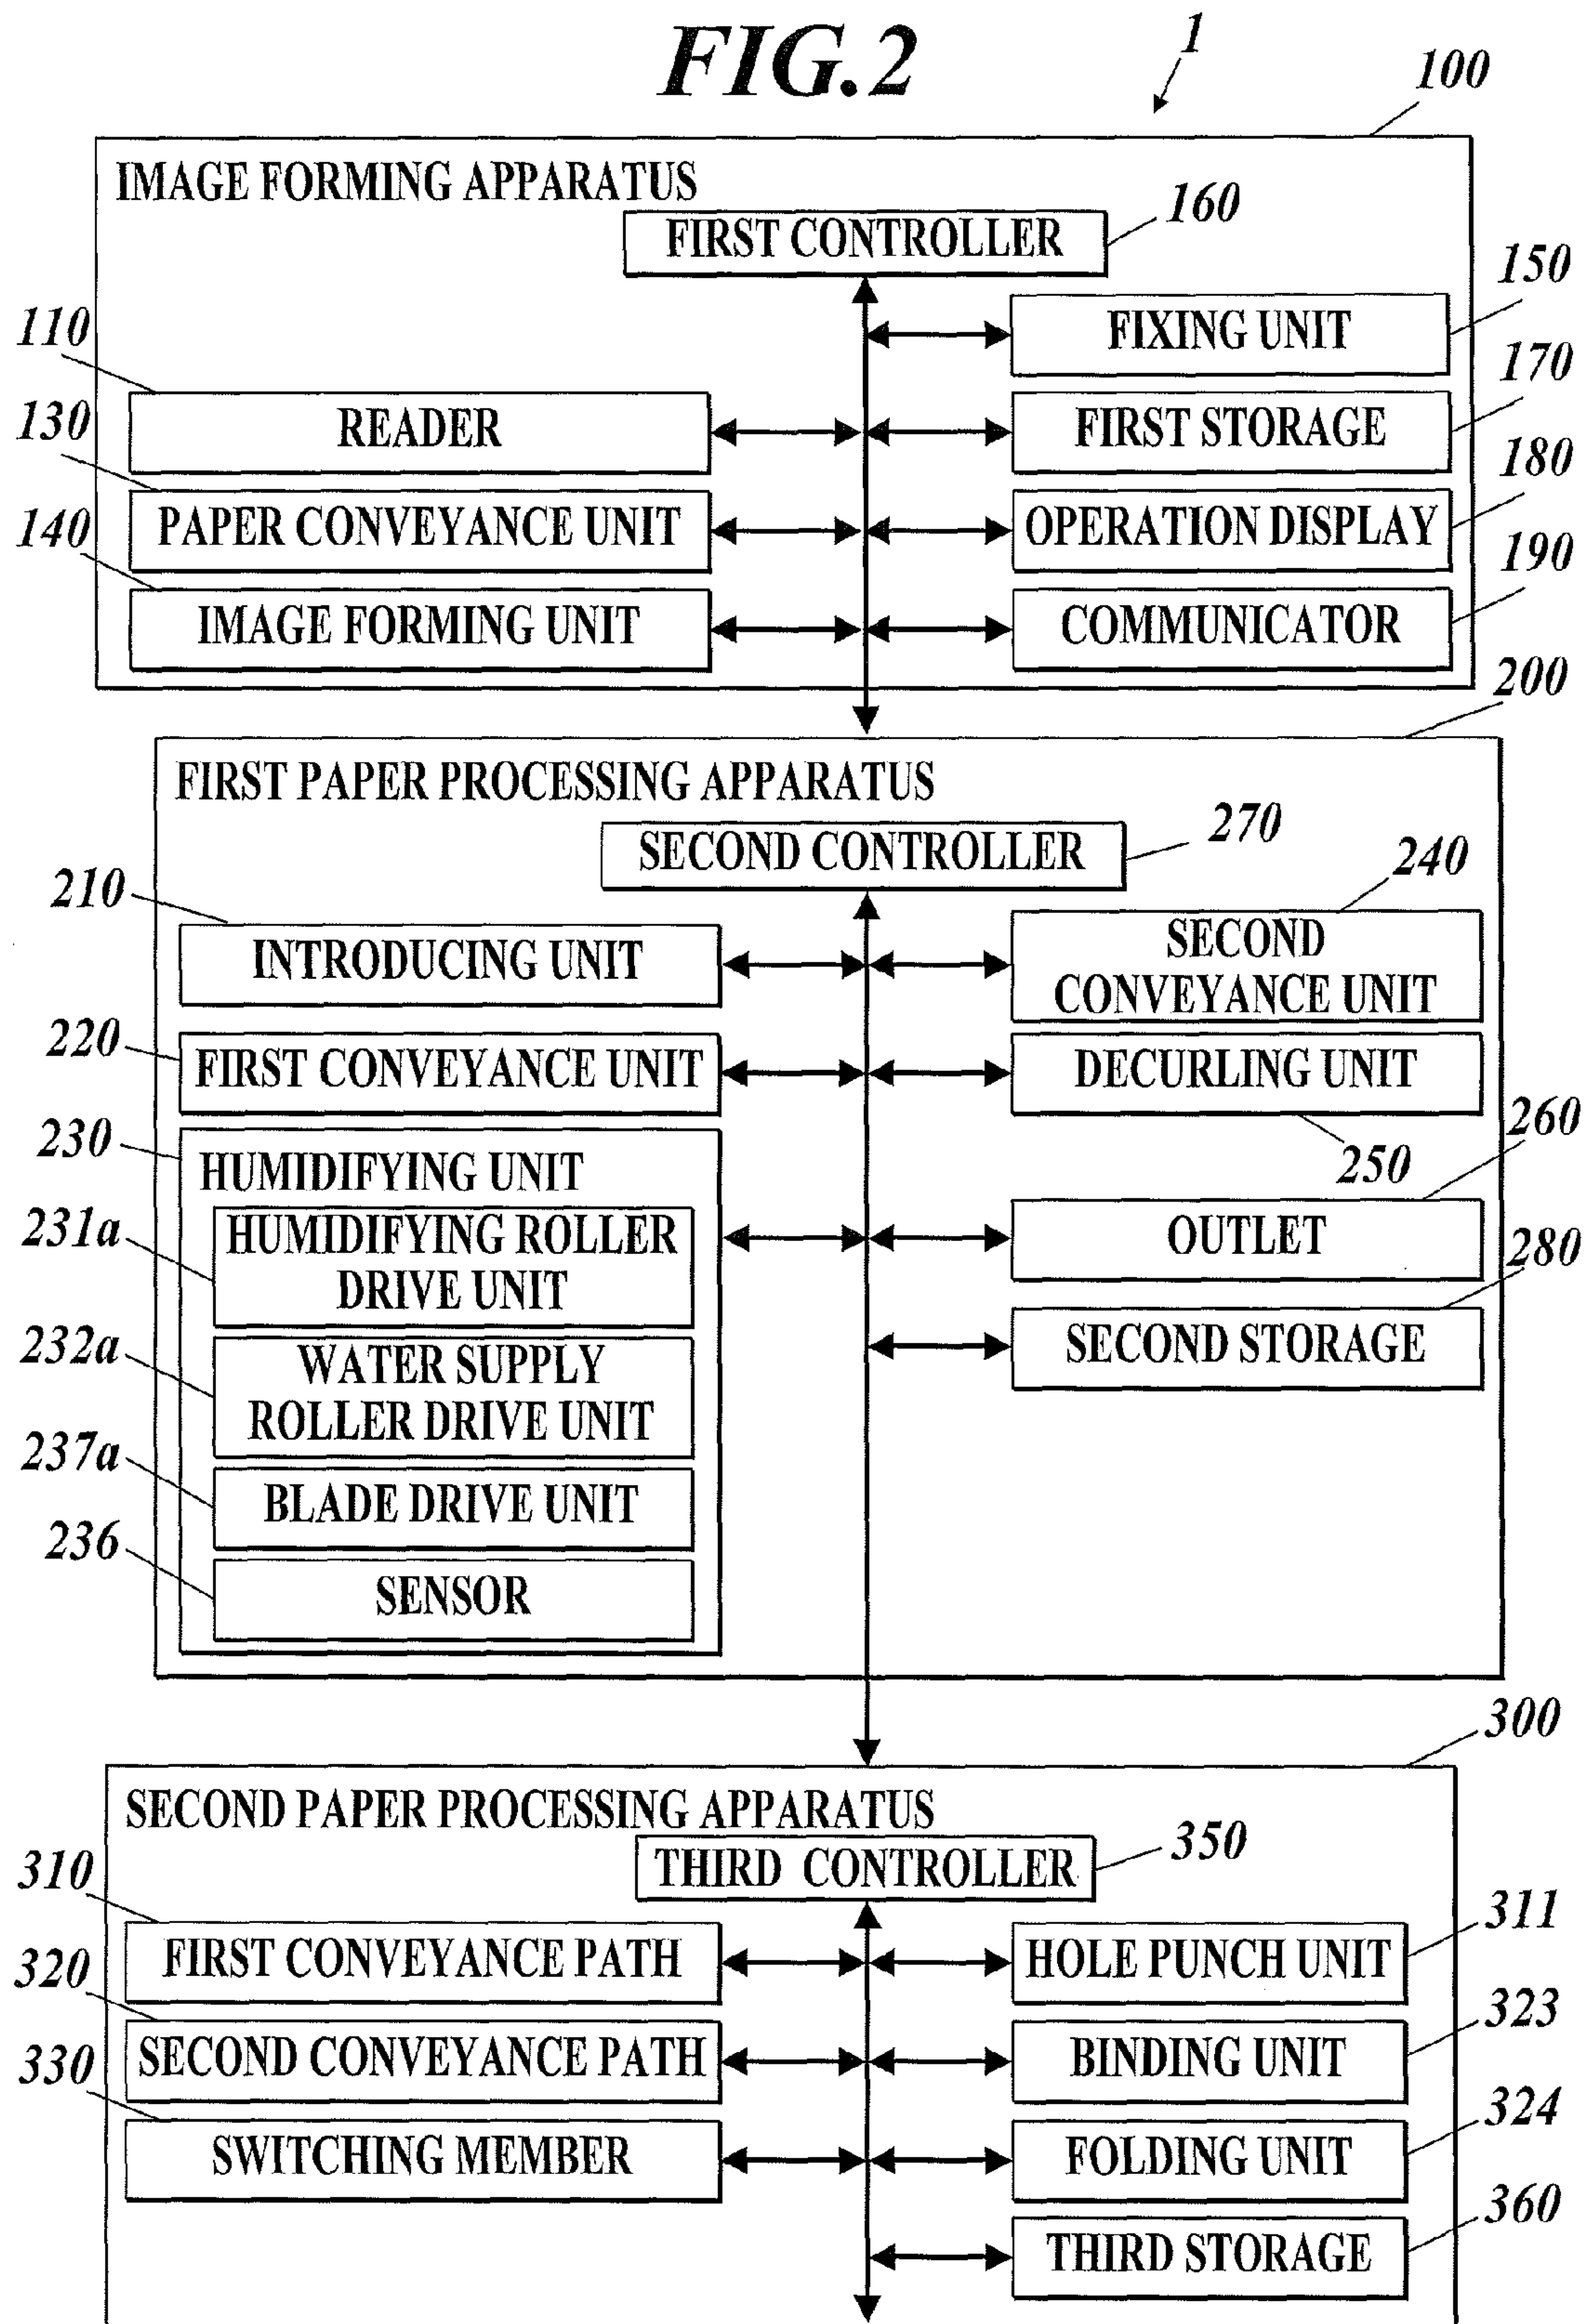 FIG.2
1
100
IMAGE FORMING APPARATUS
FIRST CONTROLLER
160
150
FIXING UNIT
110
170
READER
FIRST STORAGE
130
180
PAPER CONVEYANCE UNIT
OPERATION DISPLAY
140
190
IMAGE FORMING UNIT
COMMUNICATOR
200
FIRST PAPER PROCESSING APPARATUS
SECOND CONTROLLER
270
240
210
INTRODUCING UNIT
SECOND
CONVEYANCE UNIT
220
FIRST CONVEYANCE UNIT
DECURLING UNIT
250
260
230
HUMIDIFYING UNIT
231a
HUMIDIFYING ROLLER
DRIVE UNIT
OUTLET
280
232a
WATER SUPPLY
ROLLER DRIVE UNIT
SECOND STORAGE
237a
BLADE DRIVE UNIT
236
SENSOR
300
SECOND PAPER PROCESSING APPARATUS
THIRD CONTROLLER
350
310
311
FIRST CONVEYANCE PATH
HOLE PUNCH UNIT
320
323
SECOND CONVEYANCE PATH
BINDING UNIT
330
324
SWITCHING MEMBER
FOLDING UNIT
360
THIRD STORAGE